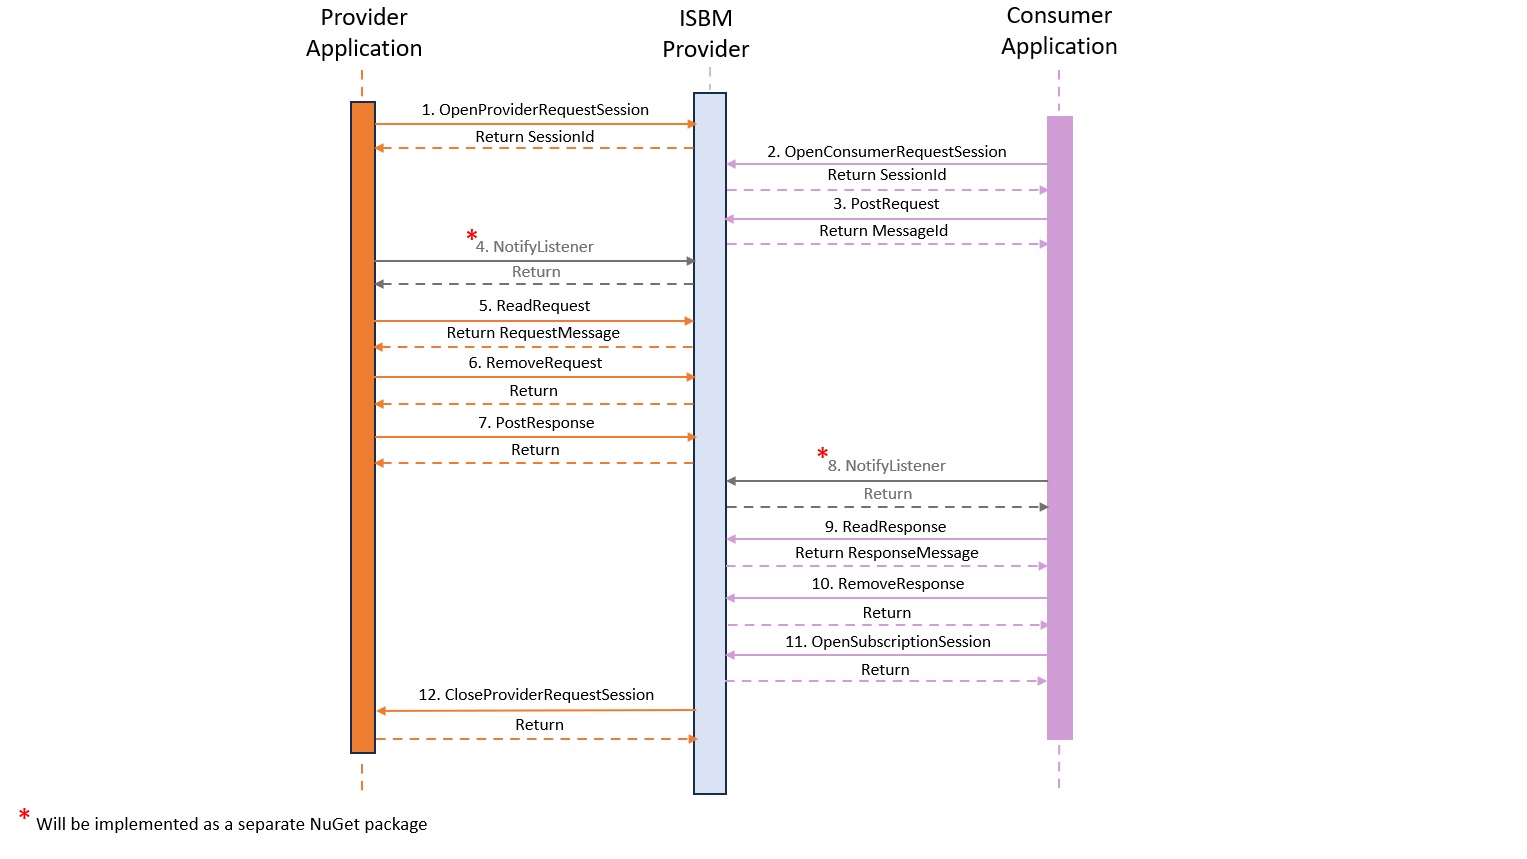 Provider
Application
ISBM
Provider
Consumer
Application
1. OpenProviderRequestSession
Return SessionId
2. OpenConsumerRequestSession
Return SessionId
3. PostRequest
Return MessageId
* 4. NotifyListener
Return
5. ReadRequest
Return RequestMessage
6. RemoveRequest
Return
7. PostResponse
Return
* 8. NotifyListener
Return
9. ReadResponse
Return ResponseMessage
10. RemoveResponse
Return
11. OpenSubscriptionSession
Return
12. CloseProviderRequestSession
Return
* Will be implemented as a separate NuGet package